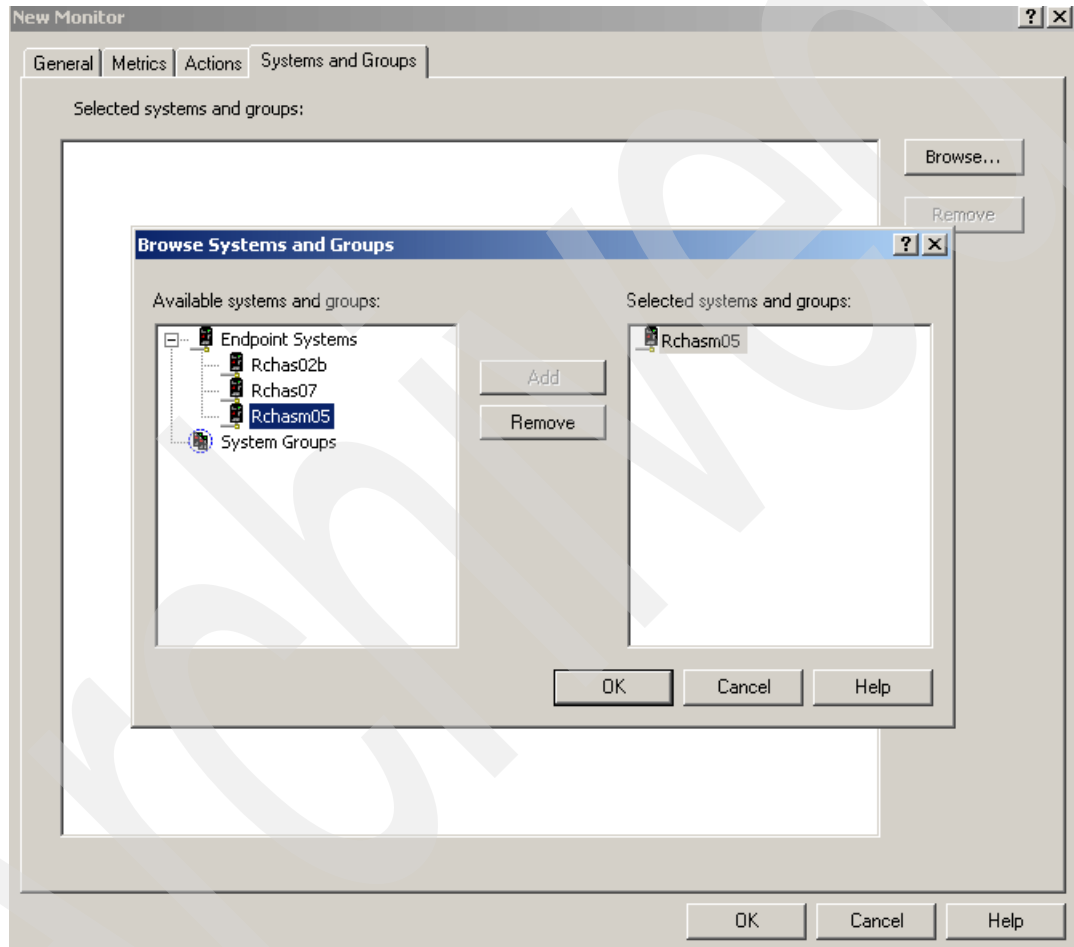 New Monitor
General Metrics Actions Systems and Groups
Selected systems and groups:
Browse...
Remove
Browse Systems and Groups
Available systems and groups:
Selected systems and groups:
Endpoint Systems
Rchas02b
Rchas07
Rchasm05
System Groups
Add
Remove
Rchasm05
OK Cancel Help
OK Cancel Help